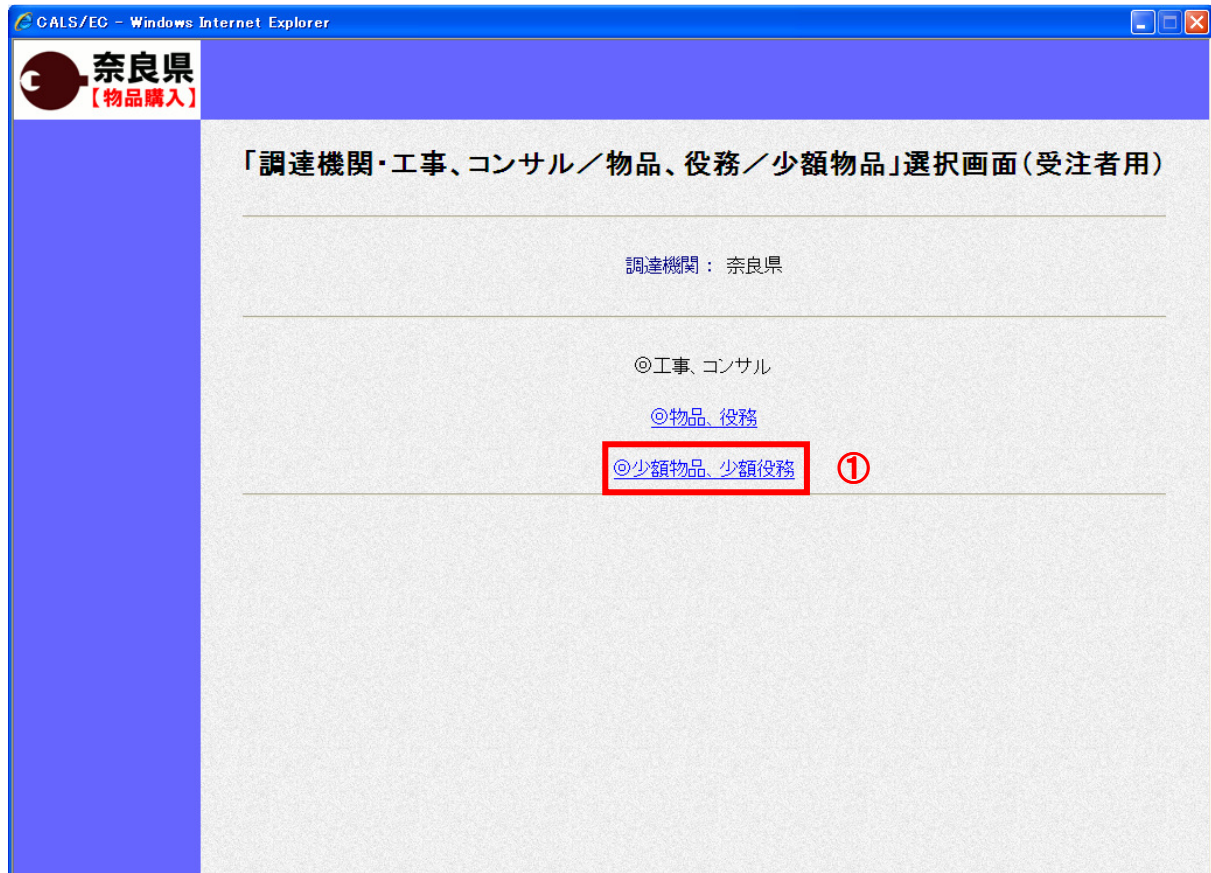 CALS/EC - Windows Internet Explorer
奈良県
【物品購入】
「調達機関・工事、コンサル／物品、役務／少額物品」選択画面（受注者用）
調達機関： 奈良県
◎工事、コンサル
◎物品、役務
◎少額物品、少額役務 ①